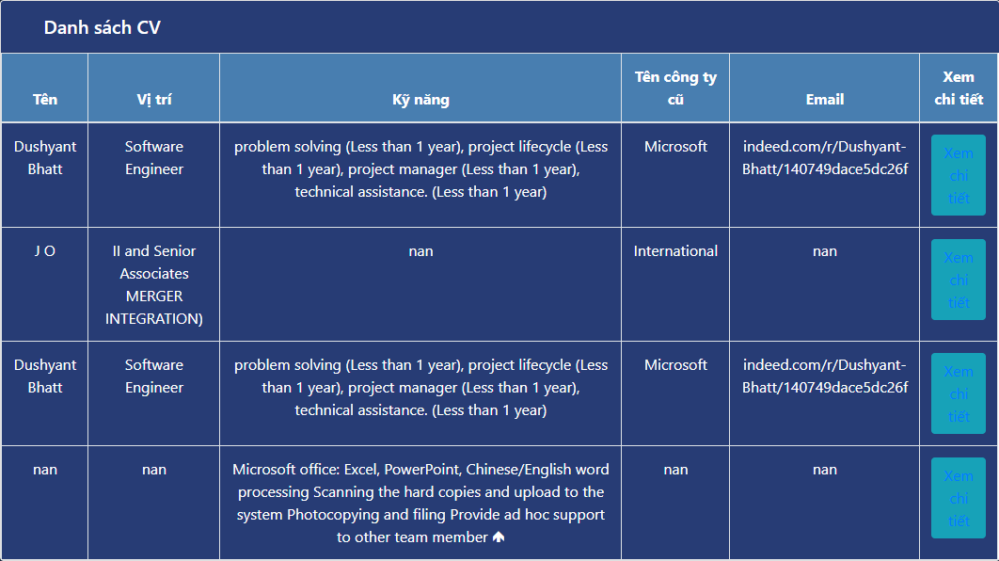 Danh sách CV
Tên
Vị trí
Kỹ năng
Tên công ty
cũ
Email
Xem
chi tiết
Dushyant
Bhatt
Software
Engineer
problem solving (Less than 1 year), project lifecycle (Less
than 1 year), project manager (Less than 1 year),
technical assistance. (Less than 1 year)
Microsoft
indeed.com/r/Dushyant-
Bhatt/140749dace5dc26f
Xem
chi
tiết
J O
II and Senior
Associates
MERGER
INTEGRATION)
nan
International
nan
Xem
chi
tiết
Dushyant
Bhatt
Software
Engineer
problem solving (Less than 1 year), project lifecycle (Less
than 1 year), project manager (Less than 1 year),
technical assistance. (Less than 1 year)
Microsoft
indeed.com/r/Dushyant-
Bhatt/140749dace5dc26f
Xem
chi
tiết
nan
nan
Microsoft office: Excel, PowerPoint, Chinese/English word
processing Scanning the hard copies and upload to the
system Photocopying and filing Provide ad hoc support
to other team member
nan
nan
Xem
chi
tiết